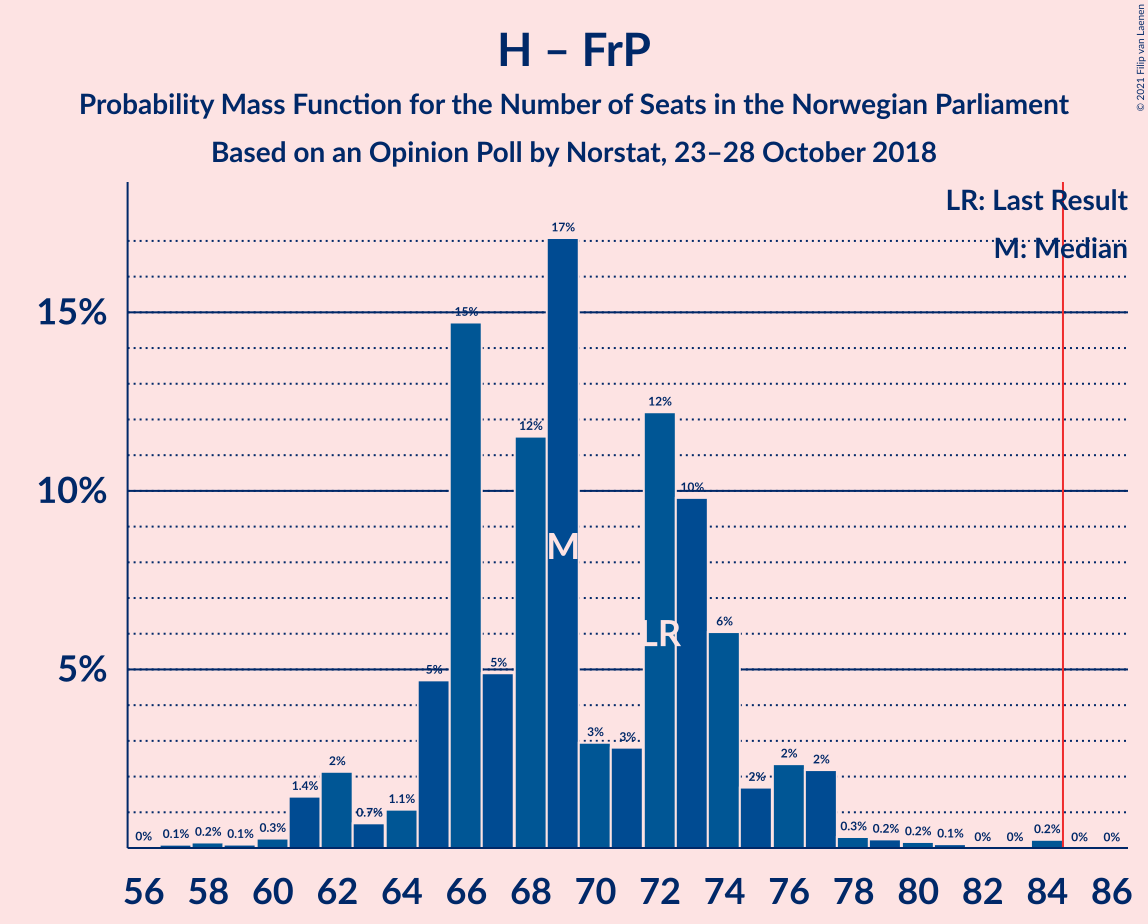 H – FrP
Probability Mass Function for the Number of Seats in the Norwegian Parliament
Based on an Opinion Poll by Norstat, 23–28 October 2018
© 2021 Filip van Laenen
LR: Last Result
M: Median
15%
10%
5%
0% 0.1% 0.2% 0.1% 0.3% 1.4% 2% 0.7% 1.1% 5% 15% 5% 12% 17% 3% 3% 12% 10% 6% 2% 2% 2% 0.3% 0.2% 0.2% 0.1% 0% 0% 0.2% 0% 0%
M
LR
56 58 60 62 64 66 68 70 72 74 76 78 80 82 84 86